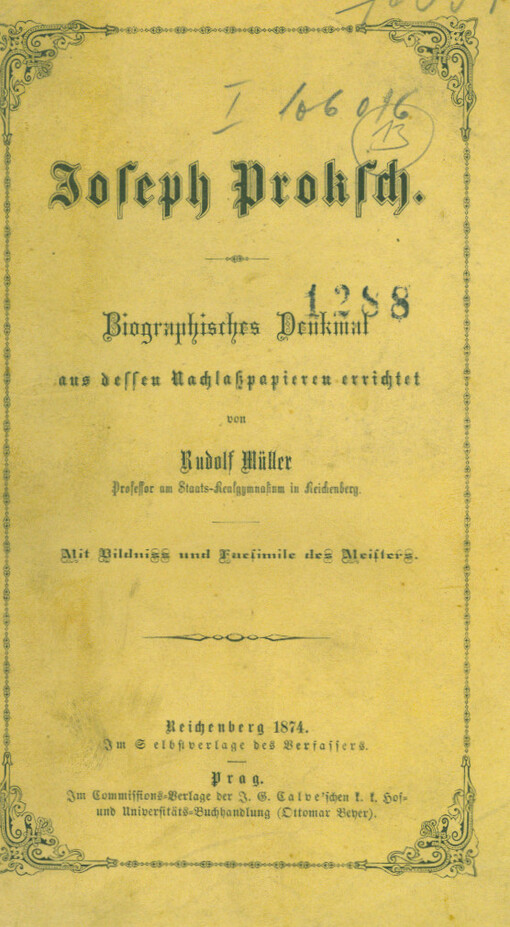 I 106016
B
Joseph Proksch.
1288
Biographisches Denkmal
aus dessen Nachlaßpapieren errichtet
von
Rudolf Müller
Professor am Staats-Realgymnasium in Reichenberg.
Mit Bildniss und Facsimile des Meisters.
Reichenberg 1874.
Im Selbstverlage des Verfassers.
Prag.
Im Commissions-Verlage der J. G. Calve'schen k. k. Hof-
und Universitäts-Buchhandlung (Ottomar Beyer).